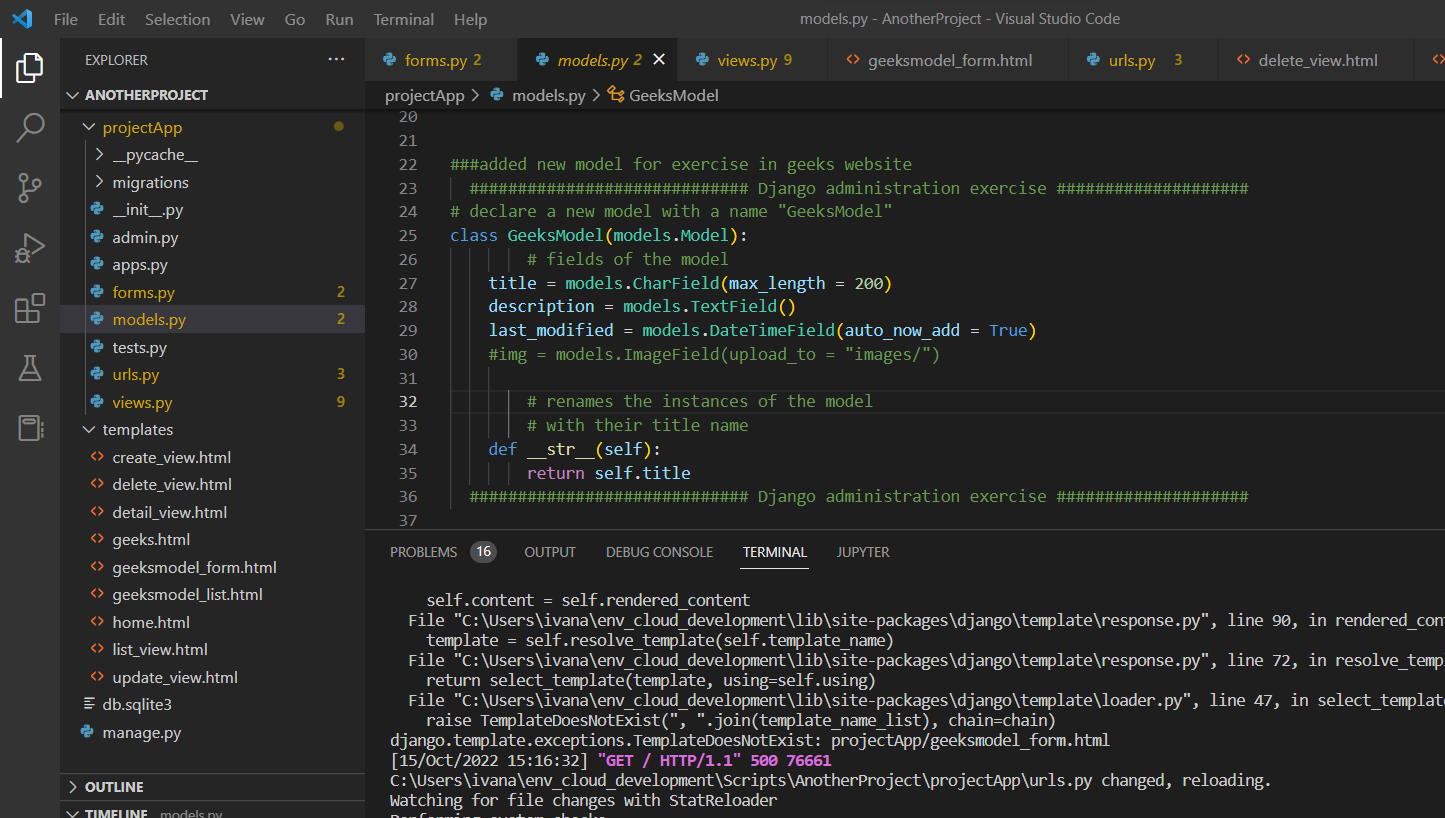 File Edit Selection View Go Run Terminal Help
models.py - AnotherProject - Visual Studio Code
EXPLORER ...
ANOTHERPROJECT
projectApp
__pycache__
migrations
__init__.py
admin.py
apps.py
forms.py 2
models.py 2
tests.py
urls.py 3
views.py 9
templates
create_view.html
delete_view.html
detail_view.html
geeks.html
geeksmodel_form.html
geeksmodel_list.html
home.html
list_view.html
update_view.html
db.sqlite3
manage.py
OUTLINE
TIMELINE models.py
forms.py 2 models.py 2 views.py 9 geeksmodel_form.html urls.py 3 delete_view.html
projectApp > models.py > GeeksModel
20
21
22 ###added new model for exercise in geeks website
23 ############################# Django administration exercise ####################
24 # declare a new model with a name "GeeksModel"
25 class GeeksModel(models.Model):
26 # fields of the model
27 title = models.CharField(max_length = 200)
28 description = models.TextField()
29 last_modified = models.DateTimeField(auto_now_add = True)
30 #img = models.ImageField(upload_to = "images/")
31
32 # renames the instances of the model
33 # with their title name
34 def __str__(self):
35 return self.title
36 ############################# Django administration exercise ####################
37
PROBLEMS 16 OUTPUT DEBUG CONSOLE TERMINAL JUPYTER
self.content = self.rendered_content
File "C:\Users\ivana\env_cloud_development\lib\site-packages\django\template\response.py", line 90, in rendered_con
template = self.resolve_template(self.template_name)
File "C:\Users\ivana\env_cloud_development\lib\site-packages\django\template\response.py", line 72, in resolve_temp
return select_template(template, using=self.using)
File "C:\Users\ivana\env_cloud_development\lib\site-packages\django\template\loader.py", line 47, in select_template
raise TemplateDoesNotExist(", ".join(template_name_list), chain=chain)
django.template.exceptions.TemplateDoesNotExist: projectApp/geeksmodel_form.html
[15/Oct/2022 15:16:32] "GET / HTTP/1.1" 500 76661
C:\Users\ivana\env_cloud_development\Scripts\AnotherProject\projectApp\urls.py changed, reloading.
Watching for file changes with StatReloader
Performing system checks